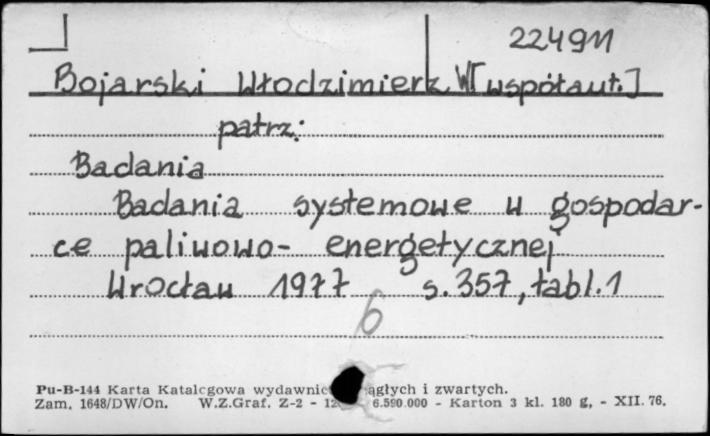 224911
Bojarski Włodzimierz W[współaut.]
patrz:
Badania
Badania systemowe w gospodar-
ce paliwowo- energetycznej
Wrocław 1977 s.357, tabl.1
6
Pu-B-144 Karta Katalogowa wydawnic ągłych i zwartych.
Zam. 1648/DW/On. W.Z.Graf. Z-2 - 12 6.590.000 - Karton 3 kl. 180 g, - XII. 76.